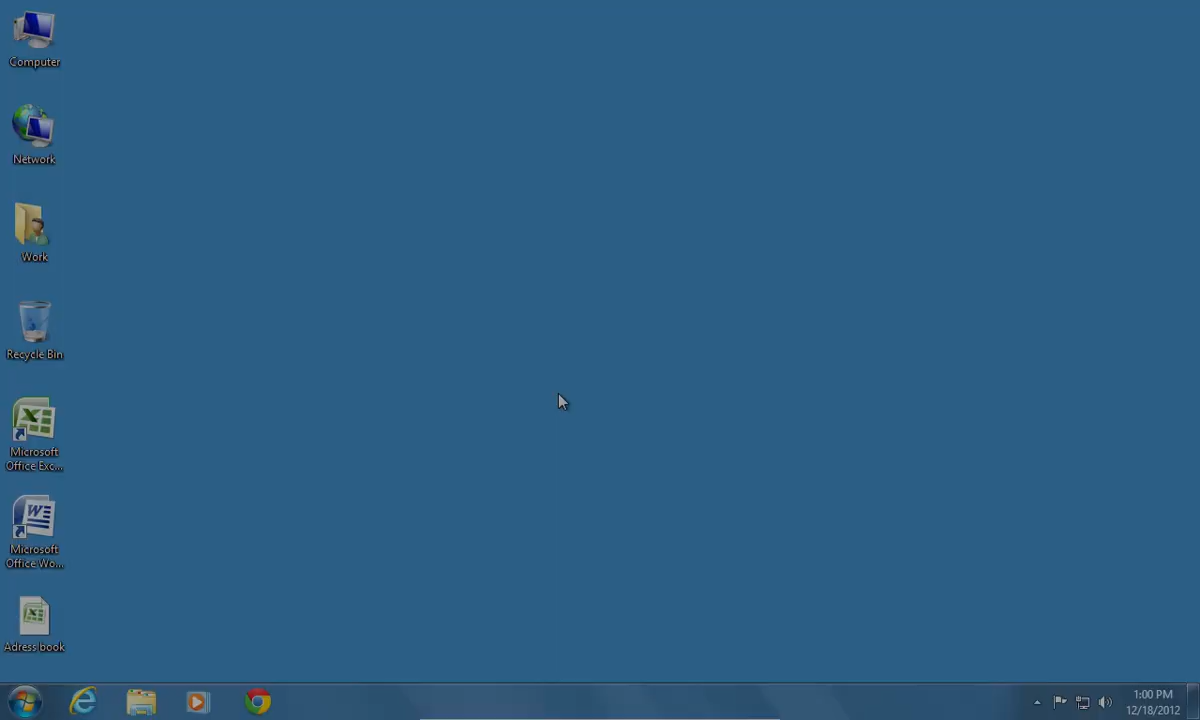 Computer
Network
Work
Recycle Bin
Microsoft
Office Exc...
Microsoft
Office Wo...
Adress book
1:00 PM
12/18/2012